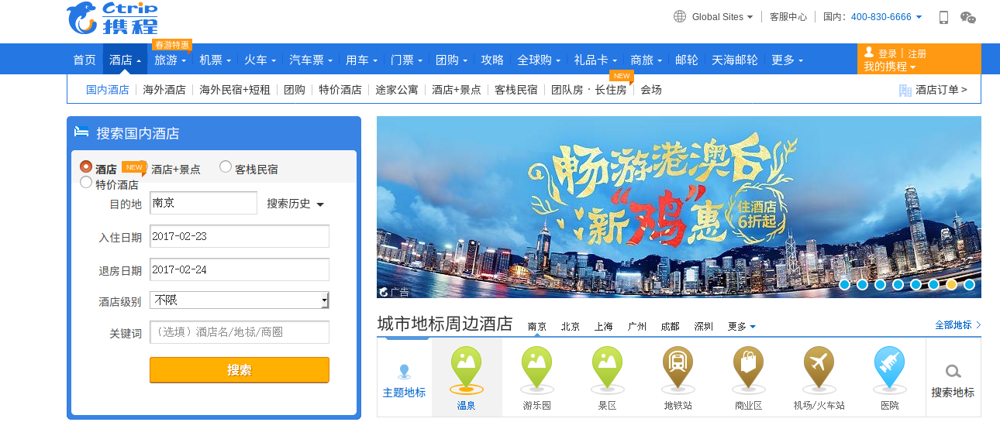 Ctrip
携程
Global Sites
客服中心
国内：400-830-6666
春游特惠
首页 酒店 旅游 机票 火车 汽车票 用车 门票 团购 攻略 全球购 礼品卡 商旅 邮轮 天海邮轮 更多
登录 | 注册
我的携程
NEW
国内酒店 海外酒店 海外民宿+短租 团购 特价酒店 途家公寓 酒店+景点 客栈民宿 团队房·长住房 会场
酒店订单 >
搜索国内酒店
酒店 NEW 酒店+景点 客栈民宿
特价酒店
目的地 南京 搜索历史
入住日期 2017-02-23
退房日期 2017-02-24
酒店级别 不限
关键词 （选填）酒店名/地标/商圈
搜索
畅游港澳台
新“鸡”惠
住酒店
6折起
广告
城市地标周边酒店 南京 北京 上海 广州 成都 深圳 更多 全部地标
主题地标 温泉 游乐园 景区 地铁站 商业区 机场/火车站 医院 搜索地标